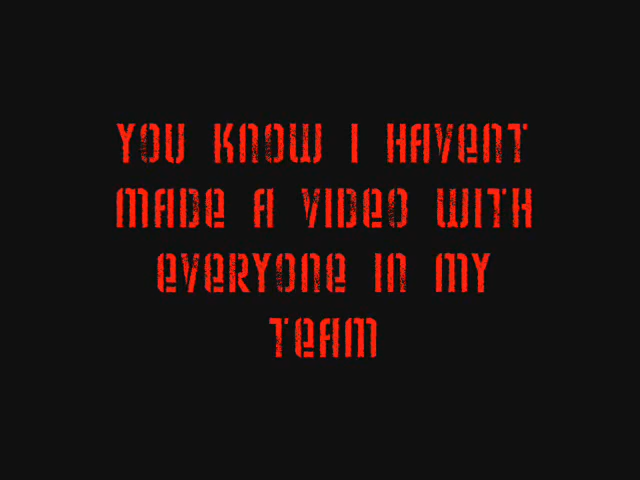 YOU KNOW I HAVENT
MADE A VIDEO WITH
EVERYONE IN MY
TEAM